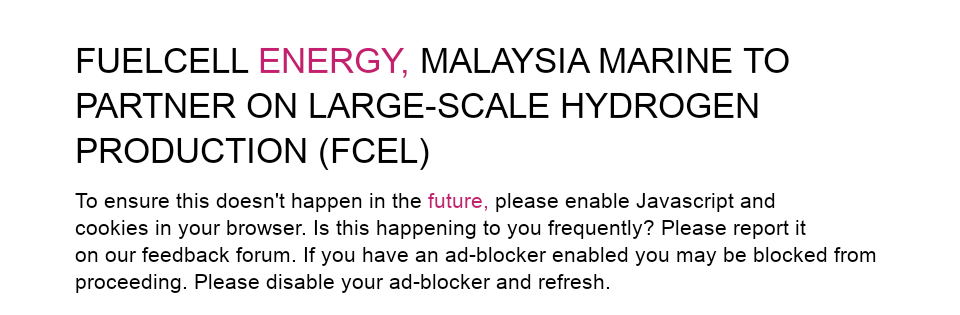 FUELCELL ENERGY, MALAYSIA MARINE TO
PARTNER ON LARGE-SCALE HYDROGEN
PRODUCTION (FCEL)
To ensure this doesn't happen in the future, please enable Javascript and
cookies in your browser. Is this happening to you frequently? Please report it
on our feedback forum. If you have an ad-blocker enabled you may be blocked from
proceeding. Please disable your ad-blocker and refresh.